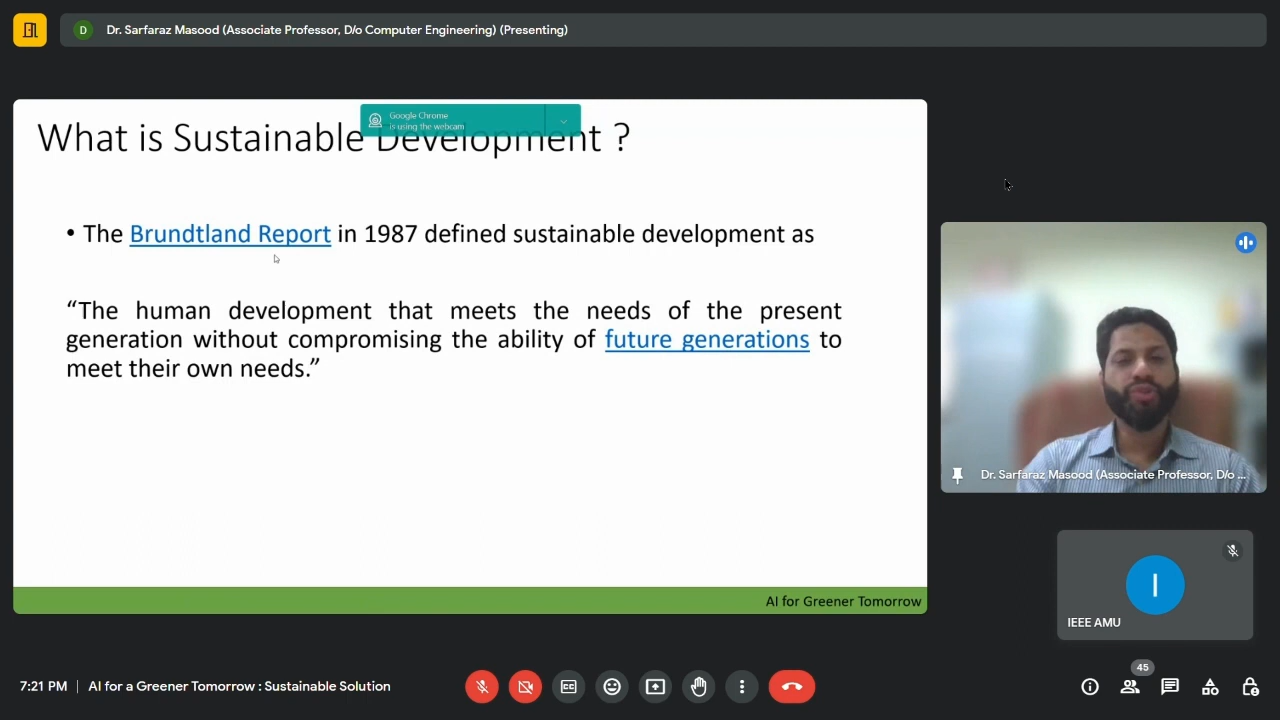 D
Dr. Sarfaraz Masood (Associate Professor, D/o Computer Engineering) (Presenting)
Google Chrome
is using the webcam
What is Sustainable Development ?
• The Brundtland Report in 1987 defined sustainable development as
“The human development that meets the needs of the present
generation without compromising the ability of future generations to
meet their own needs.”
Dr. Sarfaraz Masood (Associate Professor, D/o ...
I
IEEE AMU
AI for Greener Tomorrow
45
7:21 PM | AI for a Greener Tomorrow : Sustainable Solution